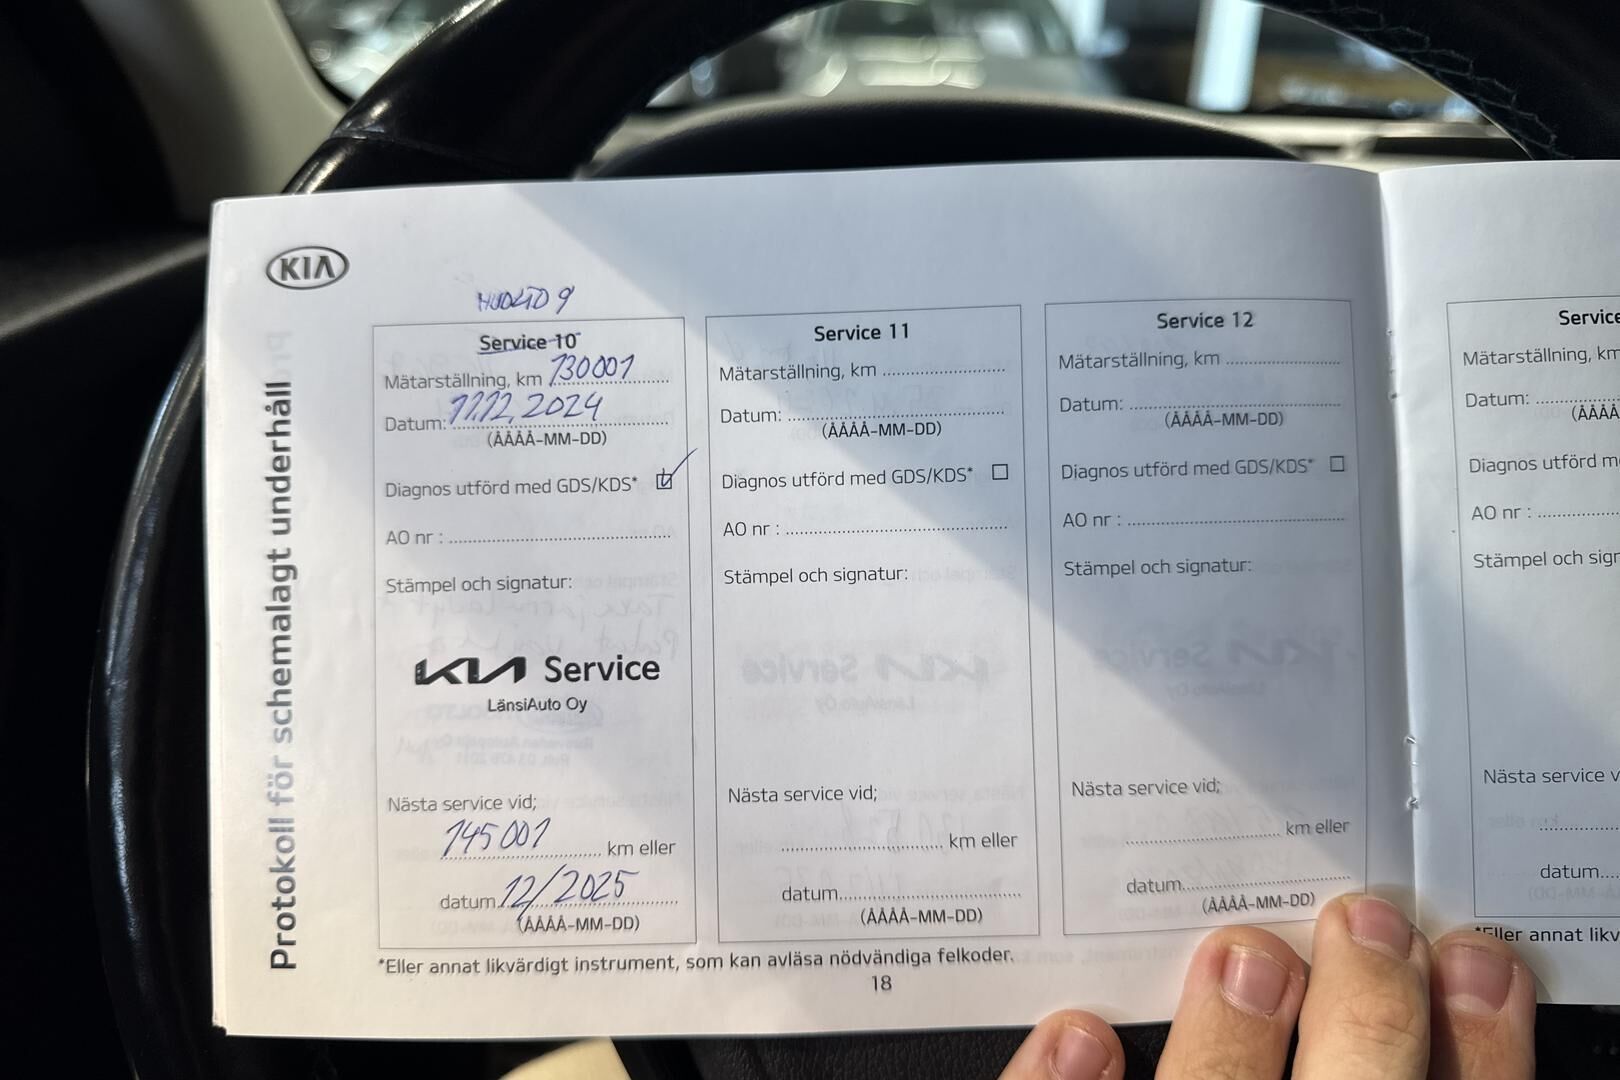 KIA
Protokoll för schemalagt underhåll
HUOLTO 9
Service 10
Mätarställning, km 130001
Datum: 11.12.2024
(ÅÅÅÅ-MM-DD)
Diagnos utförd med GDS/KDS* ☑
AO nr :
Stämpel och signatur:
KIA Service
LänsiAuto Oy
Nästa service vid;
145001 km eller
datum 12/2025
(ÅÅÅÅ-MM-DD)
Service 11
Mätarställning, km
Datum:
(ÅÅÅÅ-MM-DD)
Diagnos utförd med GDS/KDS* ☐
AO nr :
Stämpel och signatur:
Nästa service vid;
km eller
datum
(ÅÅÅÅ-MM-DD)
Service 12
Mätarställning, km
Datum:
(ÅÅÅÅ-MM-DD)
Diagnos utförd med GDS/KDS* ☐
AO nr :
Stämpel och signatur:
Nästa service vid;
km eller
datum
(ÅÅÅÅ-MM-DD)
*Eller annat likvärdigt instrument, som kan avläsa nödvändiga felkoder.
18
Service
Mätarställning, km
Datum:
(ÅÅÅÅ
Diagnos utförd m
AO nr :
Stämpel och sign
Nästa service v
datum
*Eller annat likv